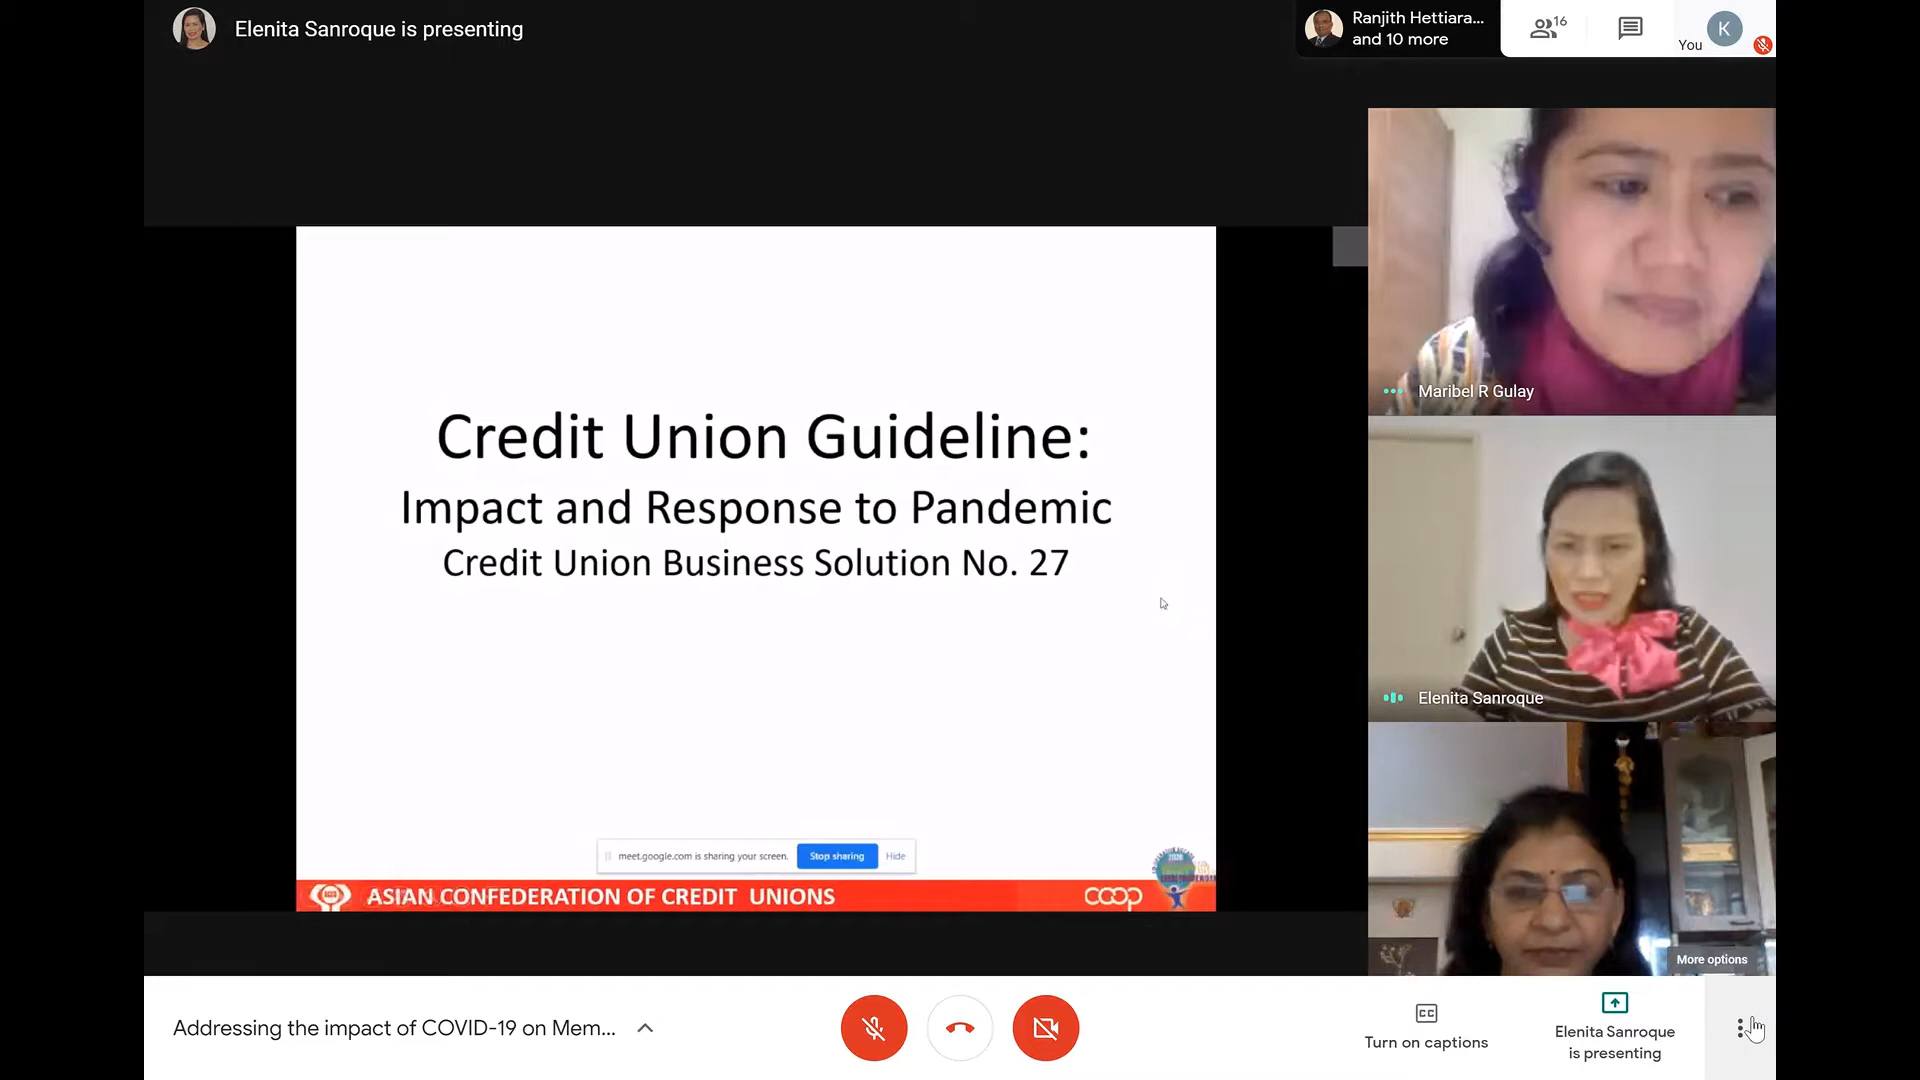 Elenita Sanroque is presenting
Ranjith Hettiara...
and 10 more
16
You
K
Maribel R Gulay
Credit Union Guideline:
Impact and Response to Pandemic
Credit Union Business Solution No. 27
Elenita Sanroque
meet.google.com is sharing your screen.
Stop sharing
Hide
2020
ASIAN CONFEDERATION OF CREDIT UNIONS
coop
More options
Addressing the impact of COVID-19 on Mem...
CC
Turn on captions
Elenita Sanroque
is presenting